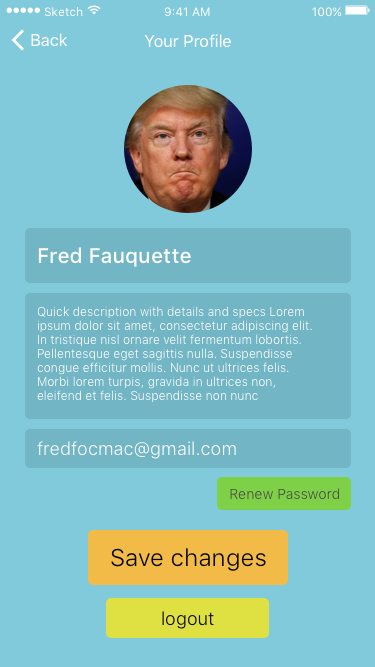 Sketch 9:41 AM 100%
Back Your Profile
Fred Fauquette
Quick description with details and specs Lorem
ipsum dolor sit amet, consectetur adipiscing elit.
In tristique nisl ornare velit fermentum lobortis.
Pellentesque eget sagittis nulla. Suspendisse
congue efficitur mollis. Nunc ut ultrices felis.
Morbi lorem turpis, gravida in ultrices non,
eleifend et felis. Suspendisse non nunc
fredfocmac@gmail.com
Renew Password
Save changes
logout